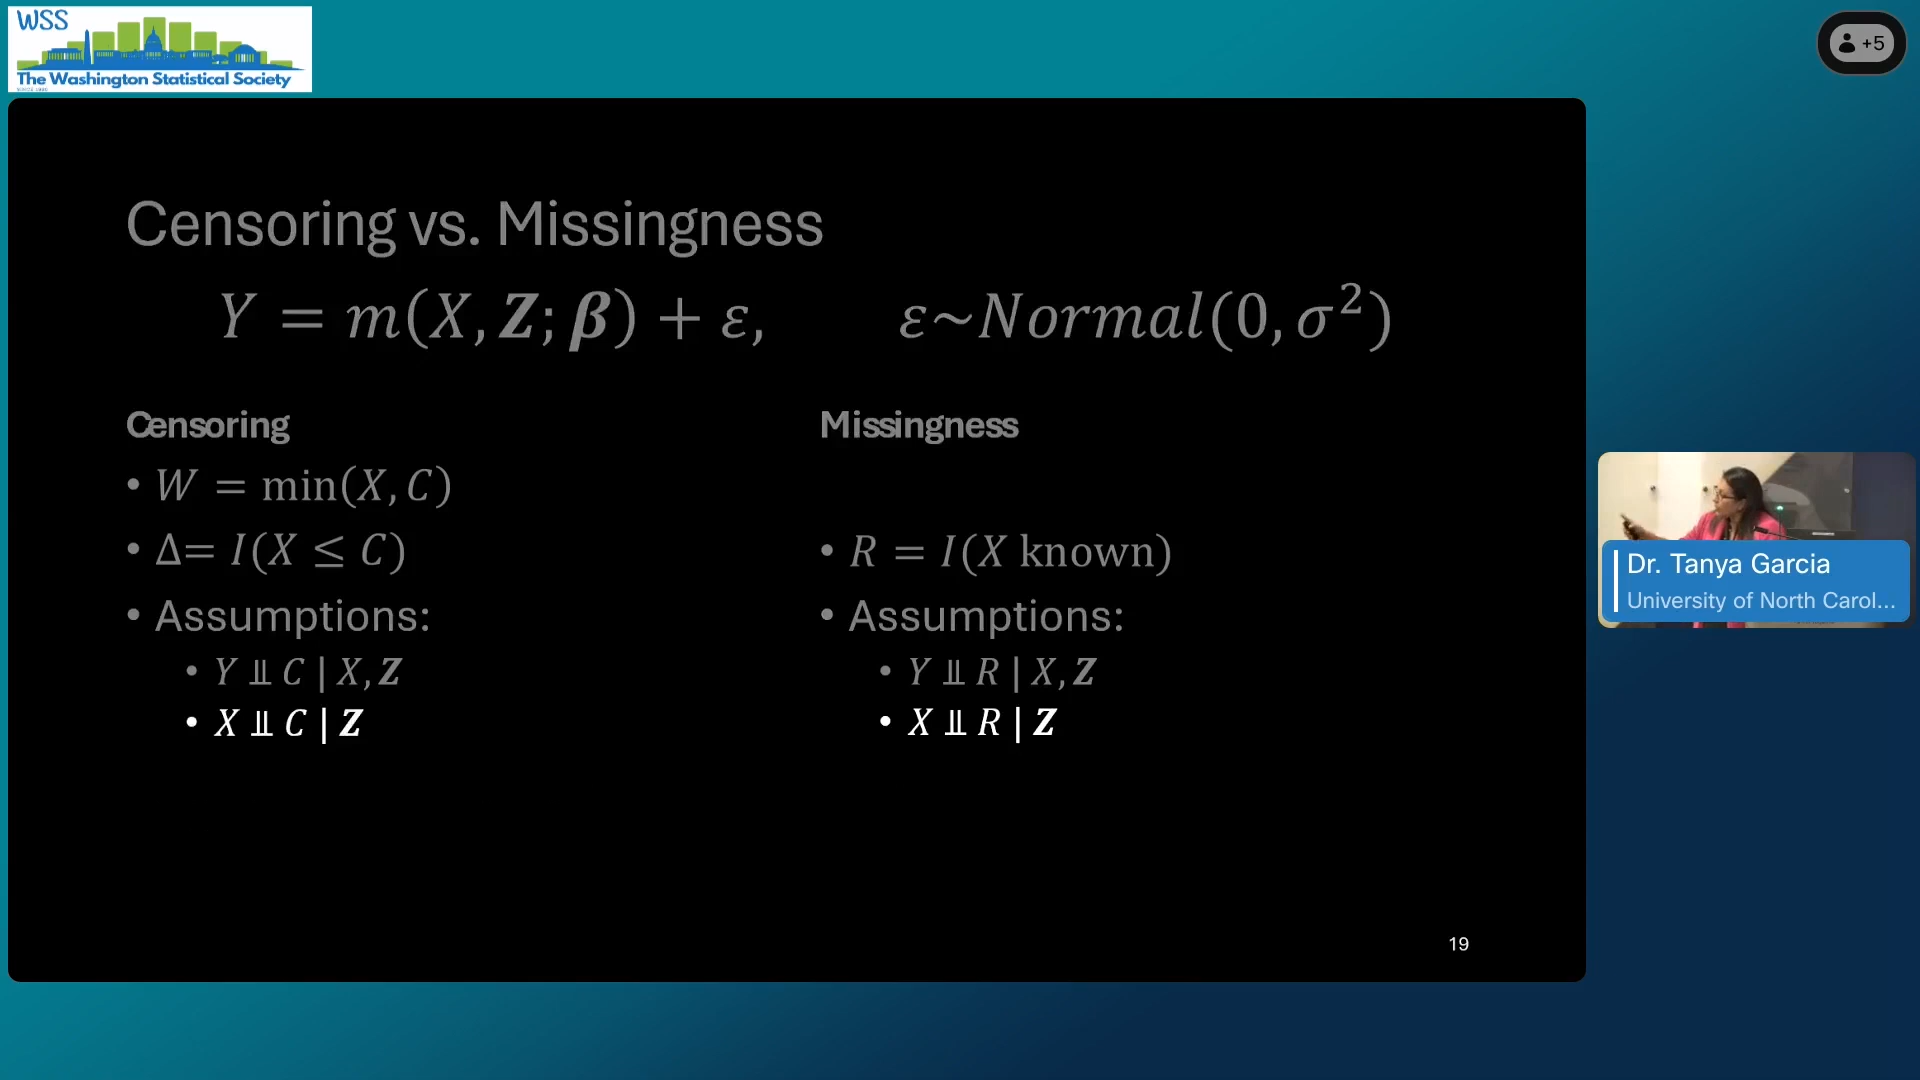 WSS
The Washington Statistical Society
+5
Censoring vs. Missingness
Y = m(X, Z; β) + ε, ε~Normal(0, σ²)
Censoring
• W = min(X, C)
• Δ= I(X ≤ C)
• Assumptions:
• Y ⫫ C | X, Z
• X ⫫ C | Z
Missingness
• R = I(X known)
• Assumptions:
• Y ⫫ R | X, Z
• X ⫫ R | Z
19
Dr. Tanya Garcia
University of North Carol...